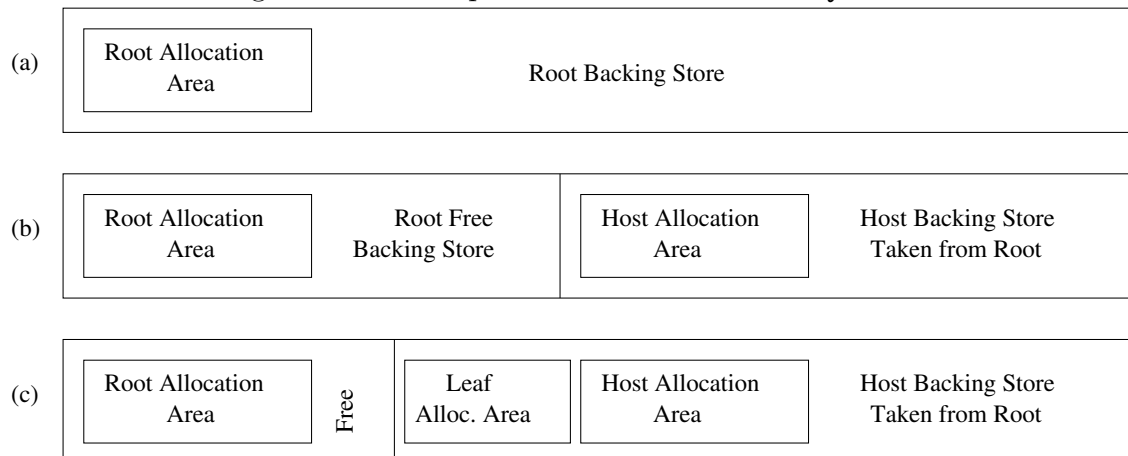 (a)
Root Allocation
Area
Root Backing Store
(b)
Root Allocation
Area
Root Free
Backing Store
Host Allocation
Area
Host Backing Store
Taken from Root
(c)
Root Allocation
Area
Free
Leaf
Alloc. Area
Host Allocation
Area
Host Backing Store
Taken from Root